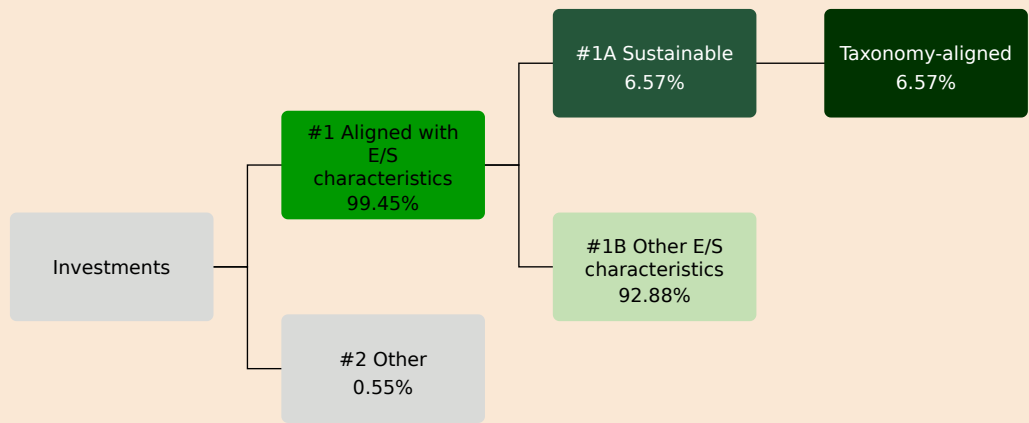 Investments
#1 Aligned with
E/S
characteristics
99.45%
#2 Other
0.55%
#1A Sustainable
6.57%
#1B Other E/S
characteristics
92.88%
Taxonomy-aligned
6.57%